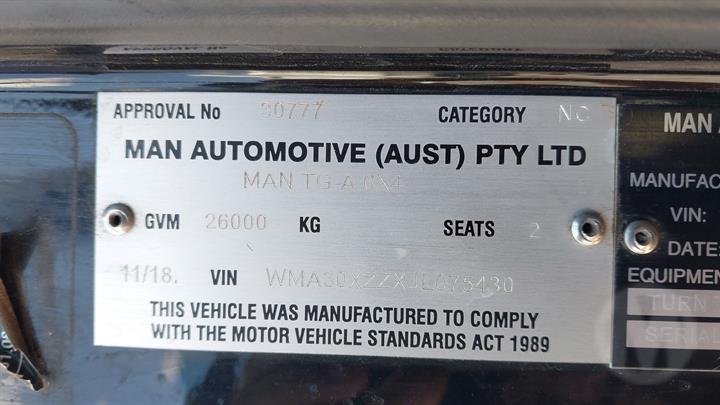 APPROVAL No 30777 CATEGORY NC
MAN AUTOMOTIVE (AUST) PTY LTD
MAN TG-A 6X4
GVM 26000 KG SEATS 2
11/18. VIN
THIS VEHICLE WAS MANUFACTURED TO COMPLY
WITH THE MOTOR VEHICLE STANDARDS ACT 1989
MAN
MANUFAC
VIN:
DATE:
EQUIPMEN
TURN
SERIAL